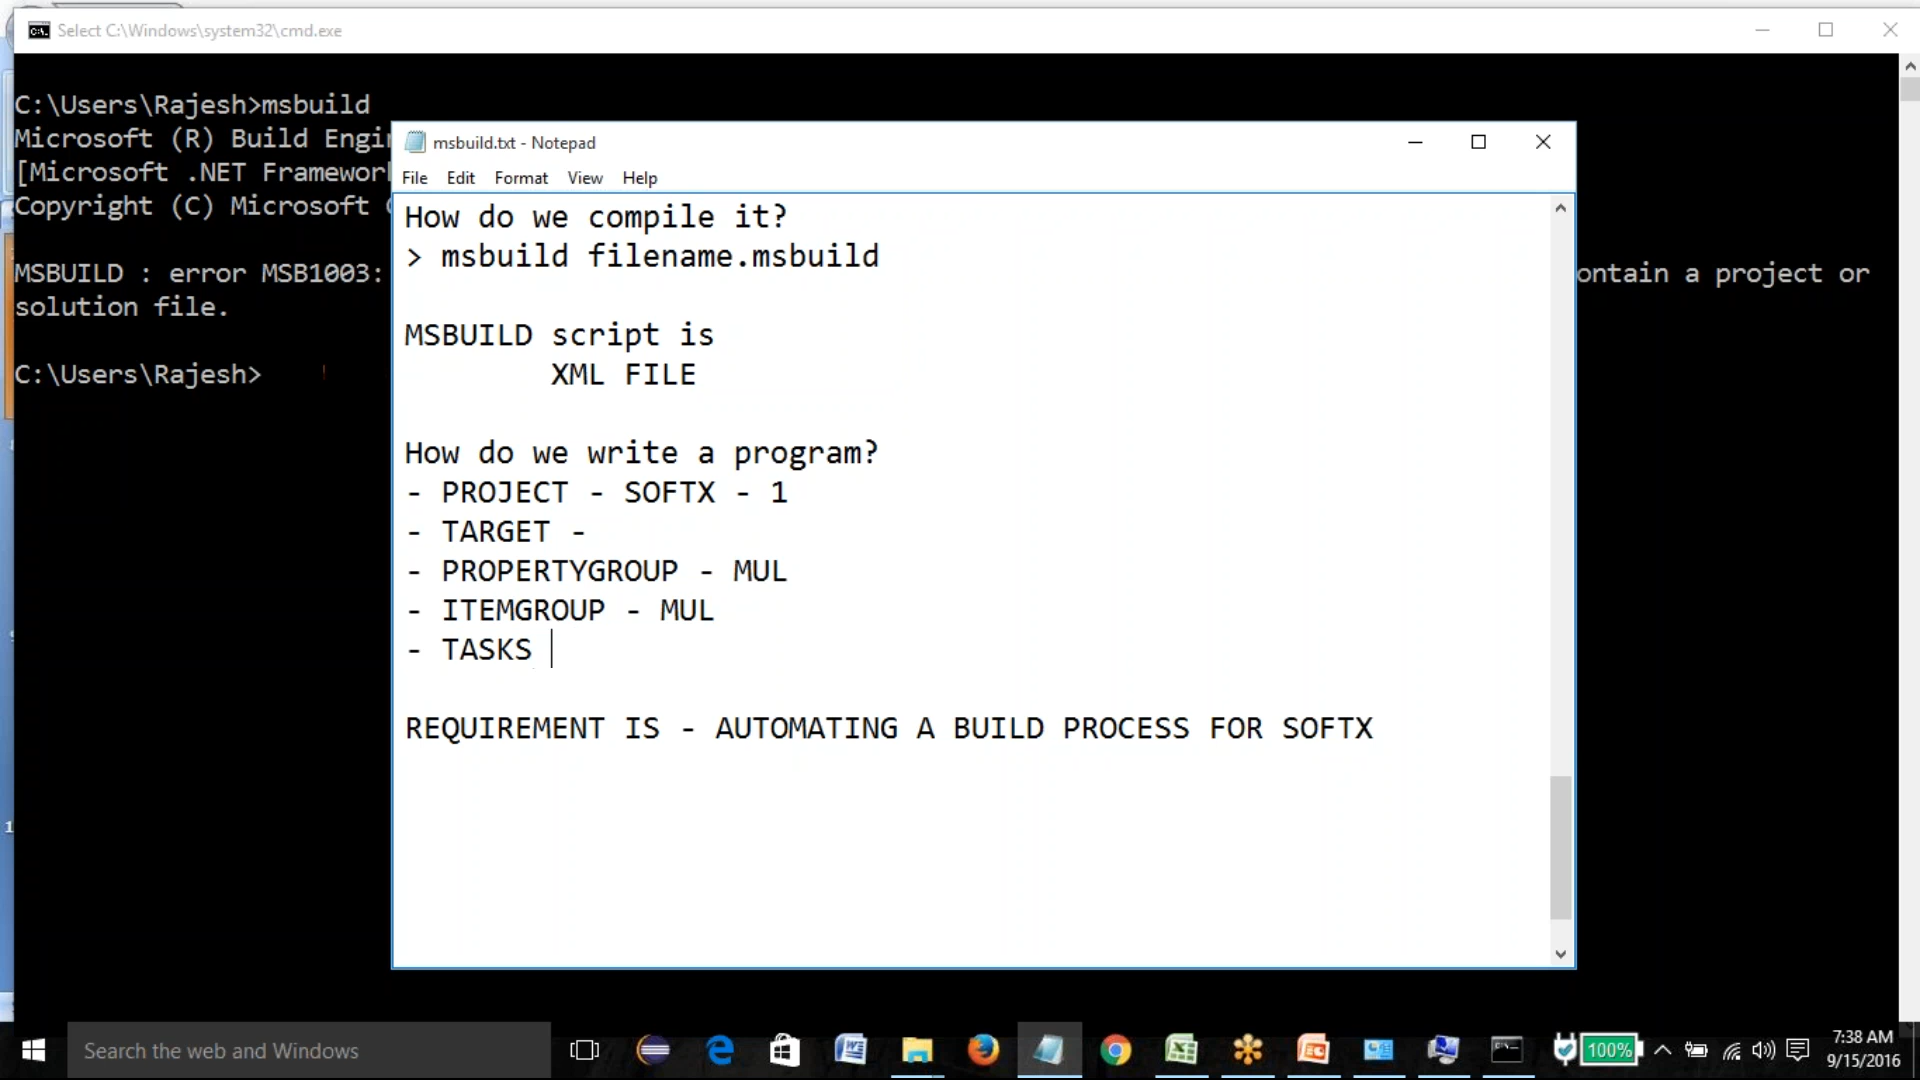 Select C:\Windows\system32\cmd.exe
C:\Users\Rajesh>msbuild
Microsoft (R) Build
[Microsoft .NET
Copyright (C) Microsoft
MSBUILD : error MSB1003: a project or
solution file.
C:\Users\Rajesh>
msbuild.txt - Notepad
File Edit Format View Help
How do we compile it?
> msbuild filename.msbuild
MSBUILD script is
XML FILE
How do we write a program?
- PROJECT - SOFTX - 1
- TARGET -
- PROPERTYGROUP - MUL
- ITEMGROUP - MUL
- TASKS
REQUIREMENT IS - AUTOMATING A BUILD PROCESS FOR SOFTX
Search the web and Windows
100%
7:38 AM
9/15/2016